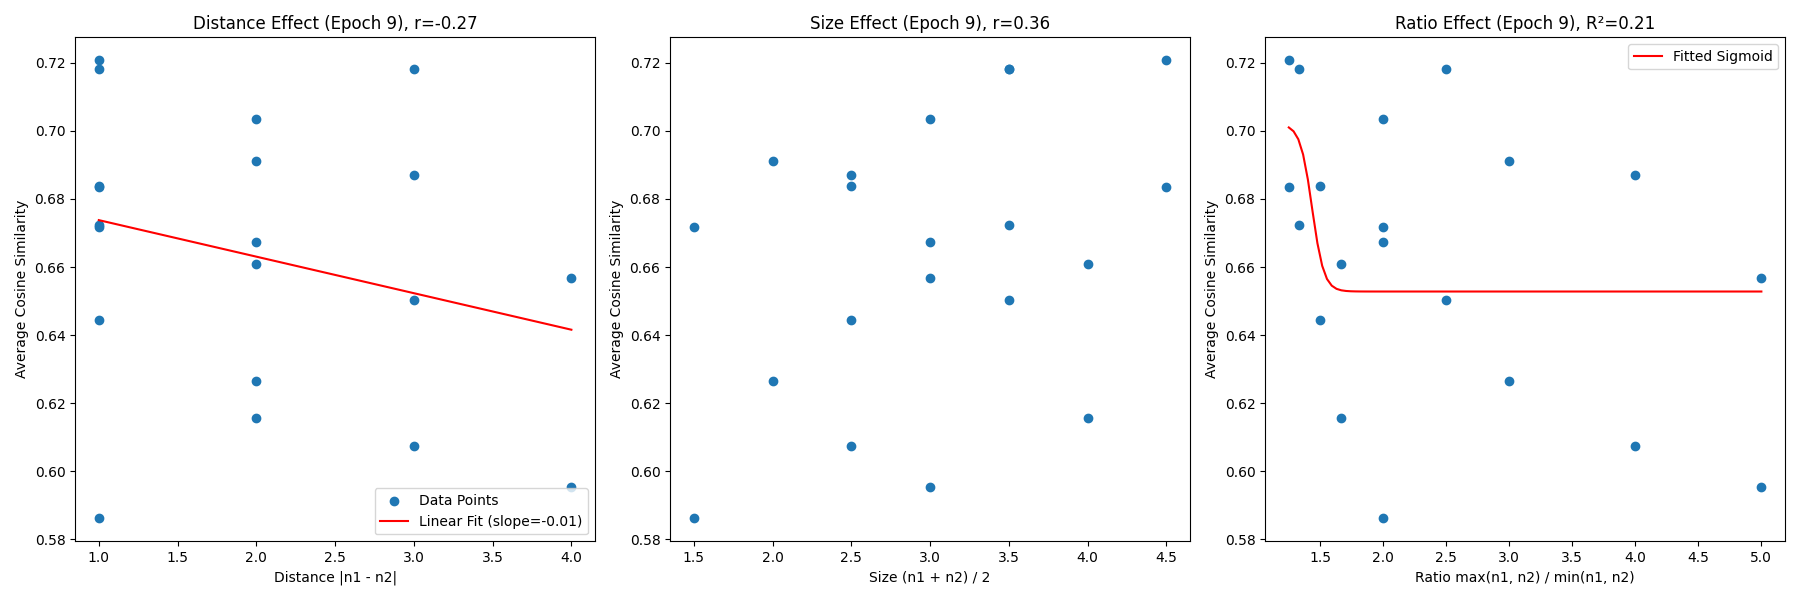 Distance Effect (Epoch 9), r=-0.27
Average Cosine Similarity
0.72
0.70
0.68
0.66
0.64
0.62
0.60
0.58
Data Points
Linear Fit (slope=-0.01)
1.0 1.5 2.0 2.5 3.0 3.5 4.0
Distance |n1 - n2|
Size Effect (Epoch 9), r=0.36
Average Cosine Similarity
0.72
0.70
0.68
0.66
0.64
0.62
0.60
0.58
1.5 2.0 2.5 3.0 3.5 4.0 4.5
Size (n1 + n2) / 2
Ratio Effect (Epoch 9), R²=0.21
Average Cosine Similarity
Fitted Sigmoid
0.72
0.70
0.68
0.66
0.64
0.62
0.60
0.58
1.5 2.0 2.5 3.0 3.5 4.0 4.5 5.0
Ratio max(n1, n2) / min(n1, n2)